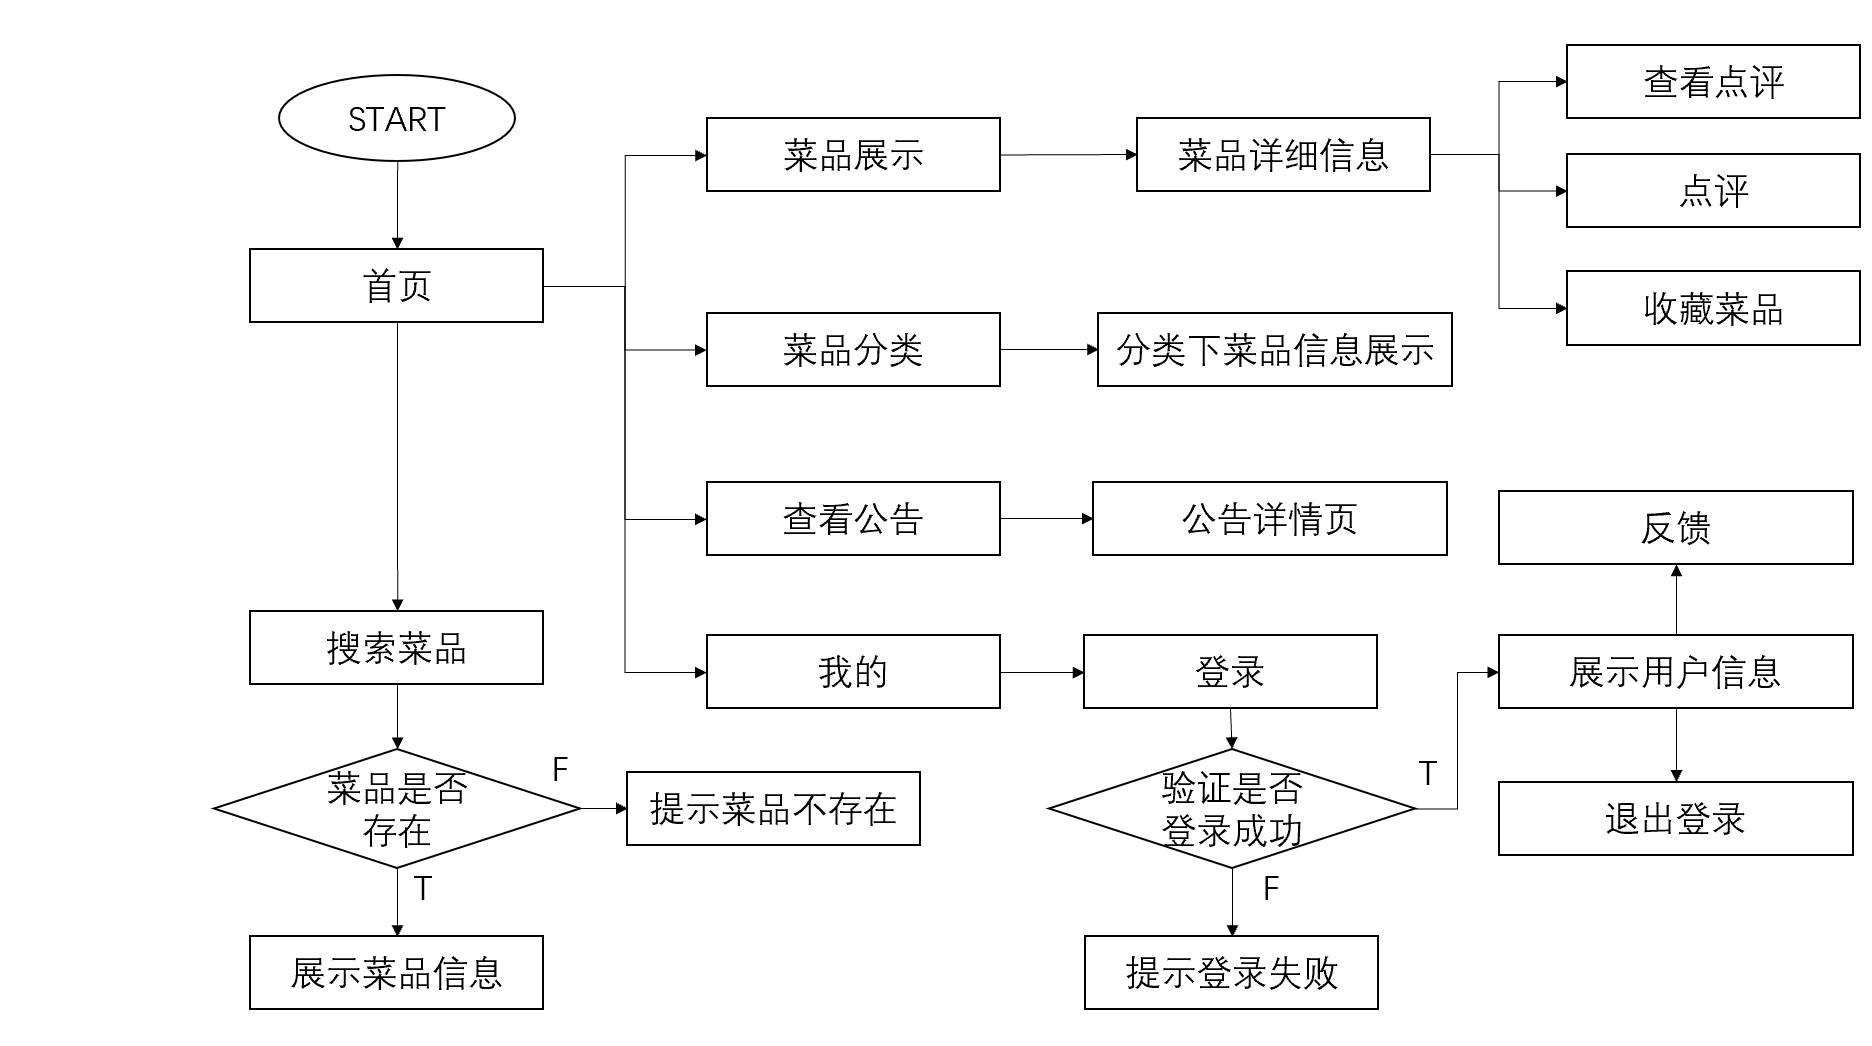 START
首页
搜索菜品
菜品是否
存在
F
提示菜品不存在
T
展示菜品信息
菜品展示
菜品详细信息
查看点评
点评
收藏菜品
菜品分类
分类下菜品信息展示
查看公告
公告详情页
我的
登录
验证是否
登录成功
T
F
提示登录失败
反馈
展示用户信息
退出登录